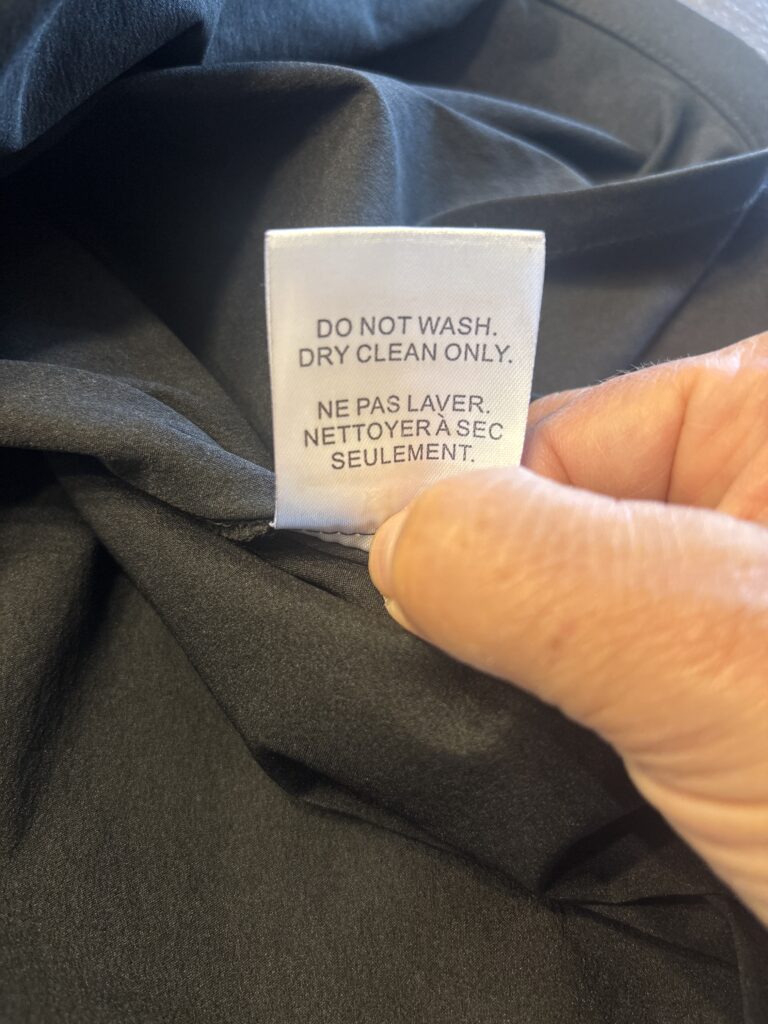 DO NOT WASH.
DRY CLEAN ONLY.
NE PAS LAVER.
NETTOYER À SEC
SEULEMENT.